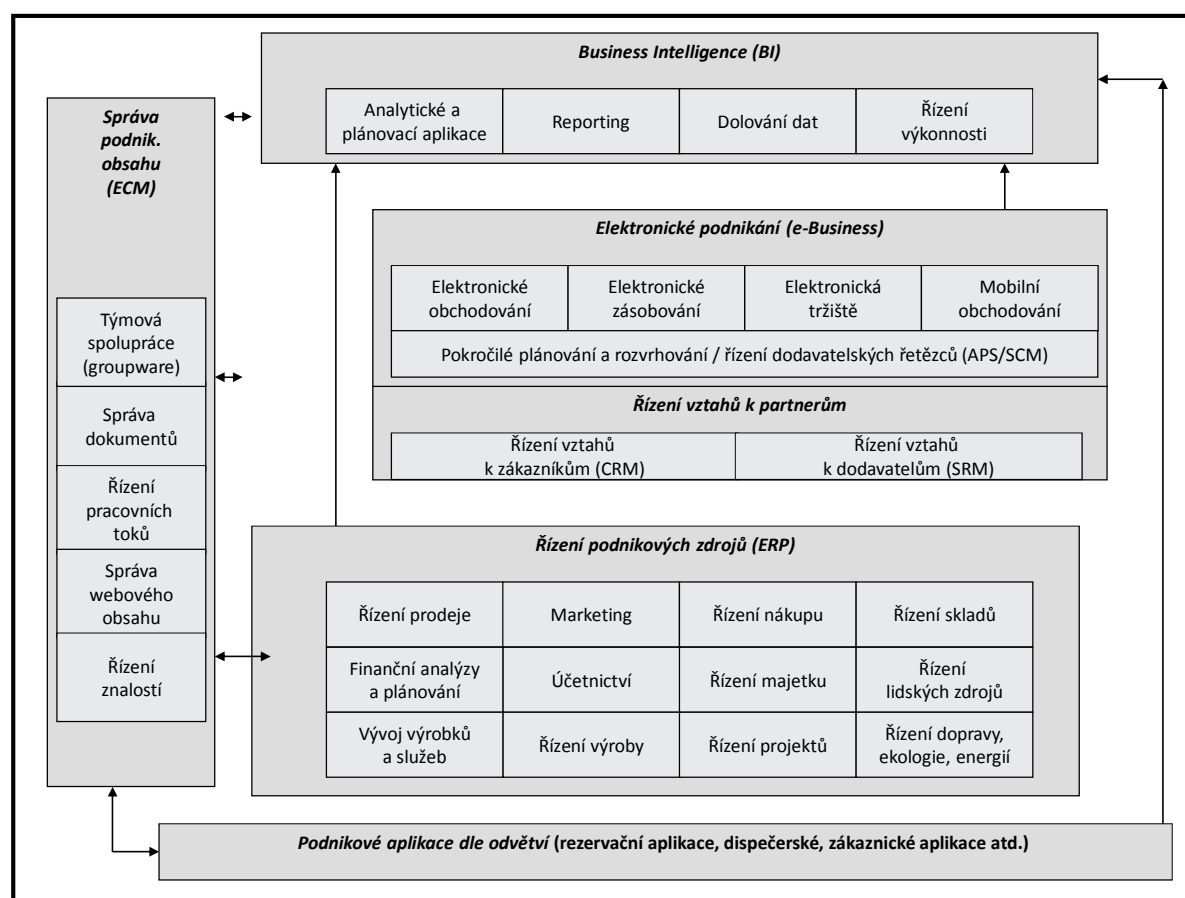 Business Intelligence (BI)
Analytické a
plánovací aplikace
Reporting
Dolování dat
Řízení
výkonnosti
Správa
podnik.
obsahu
(ECM)
Týmová
spolupráce
(groupware)
Správa
dokumentů
Řízení
pracovních
toků
Správa
webového
obsahu
Řízení
znalostí
Elektronické podnikání (e-Business)
Elektronické
obchodování
Elektronické
zásobování
Elektronická
tržiště
Mobilní
obchodování
Pokročilé plánování a rozvrhování / řízení dodavatelských řetězců (APS/SCM)
Řízení vztahů k partnerům
Řízení vztahů
k zákazníkům (CRM)
Řízení vztahů
k dodavatelům (SRM)
Řízení podnikových zdrojů (ERP)
Řízení prodeje
Marketing
Řízení nákupu
Řízení skladů
Finanční analýzy
a plánování
Účetnictví
Řízení majetku
Řízení
lidských zdrojů
Vývoj výrobků
a služeb
Řízení výroby
Řízení projektů
Řízení dopravy,
ekologie, energií
Podnikové aplikace dle odvětví (rezervační aplikace, dispečerské, zákaznické aplikace atd.)